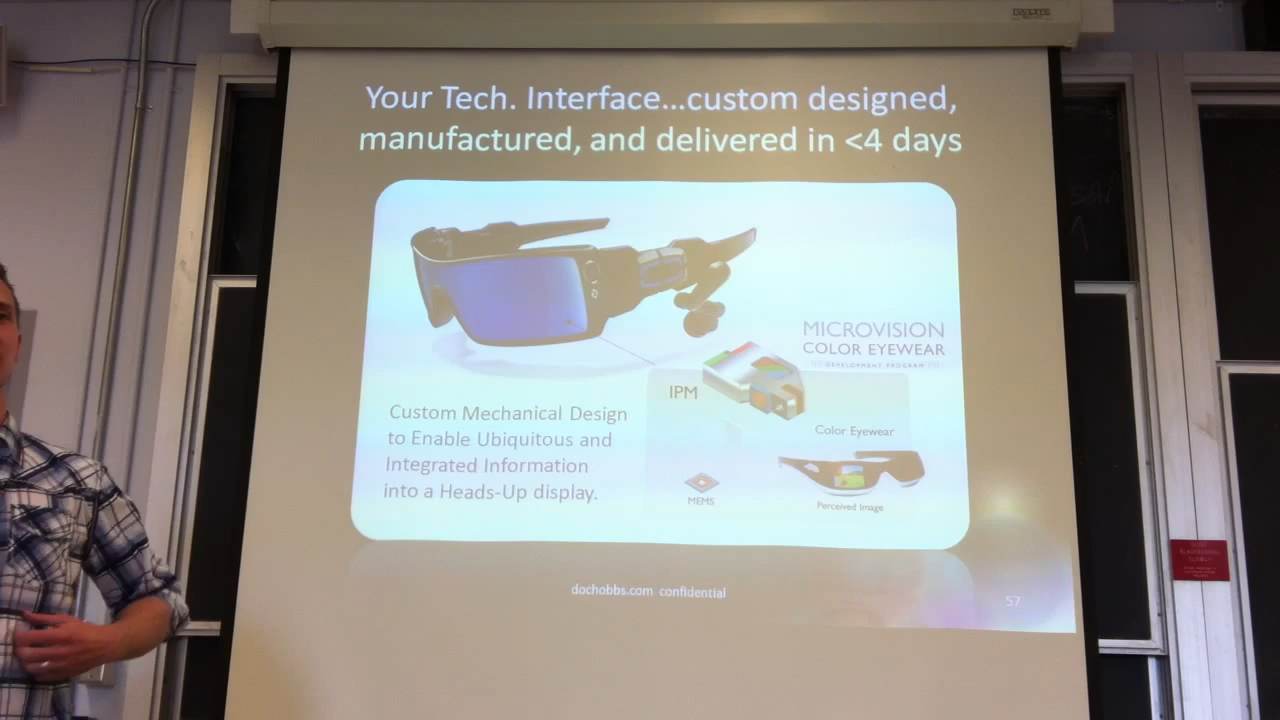 Your Tech. Interface...custom designed,
manufactured, and delivered in <4 days
MICROVISION
COLOR EYEWEAR
DEVELOPMENT PROGRAM
IPM
Custom Mechanical Design
to Enable Ubiquitous and
Integrated Information
into a Heads-Up display.
Color Eyewear
MEMS
Perceived Image
dochobbs.com confidential
57